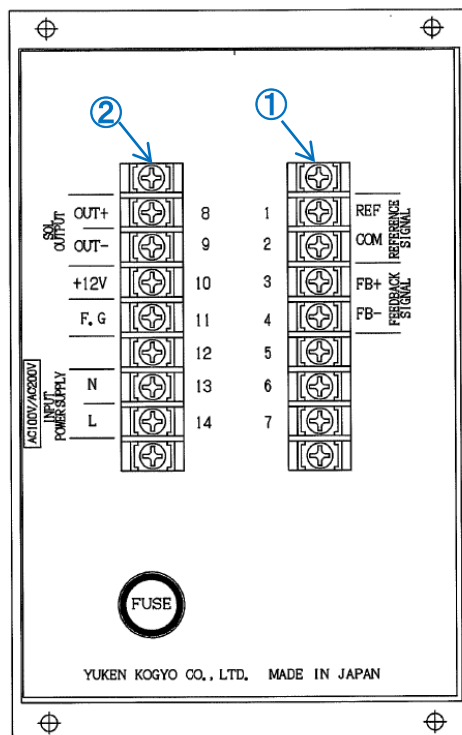 ② ①
SOL OUTPUT
OUT+ 8 1 REF
OUT- 9 2 COM
REFERENCE SIGNAL
+12V 10 3 FB+
F.G 11 4 FB-
FEEDBACK SIGNAL
12 5
N 13 6
L 14 7
INPUT POWER SUPPLY
AC100V/AC200V
FUSE
YUKEN KOGYO CO., LTD. MADE IN JAPAN